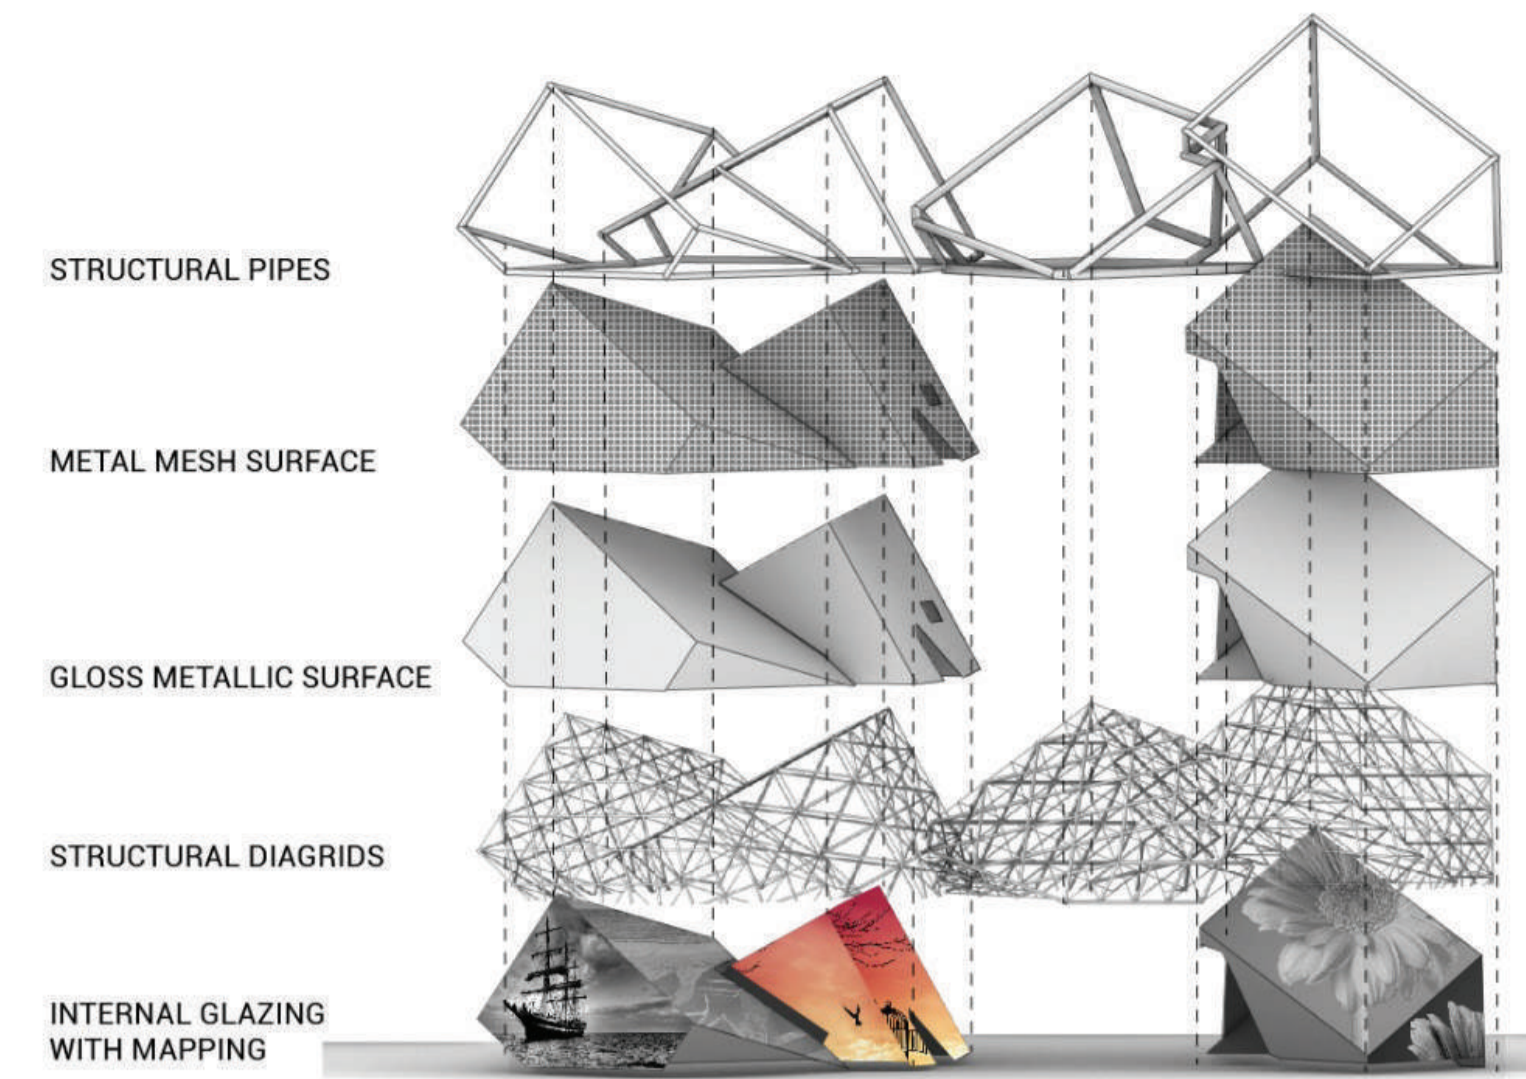 STRUCTURAL PIPES
METAL MESH SURFACE
GLOSS METALLIC SURFACE
STRUCTURAL DIAGRIDS
INTERNAL GLAZING
WITH MAPPING